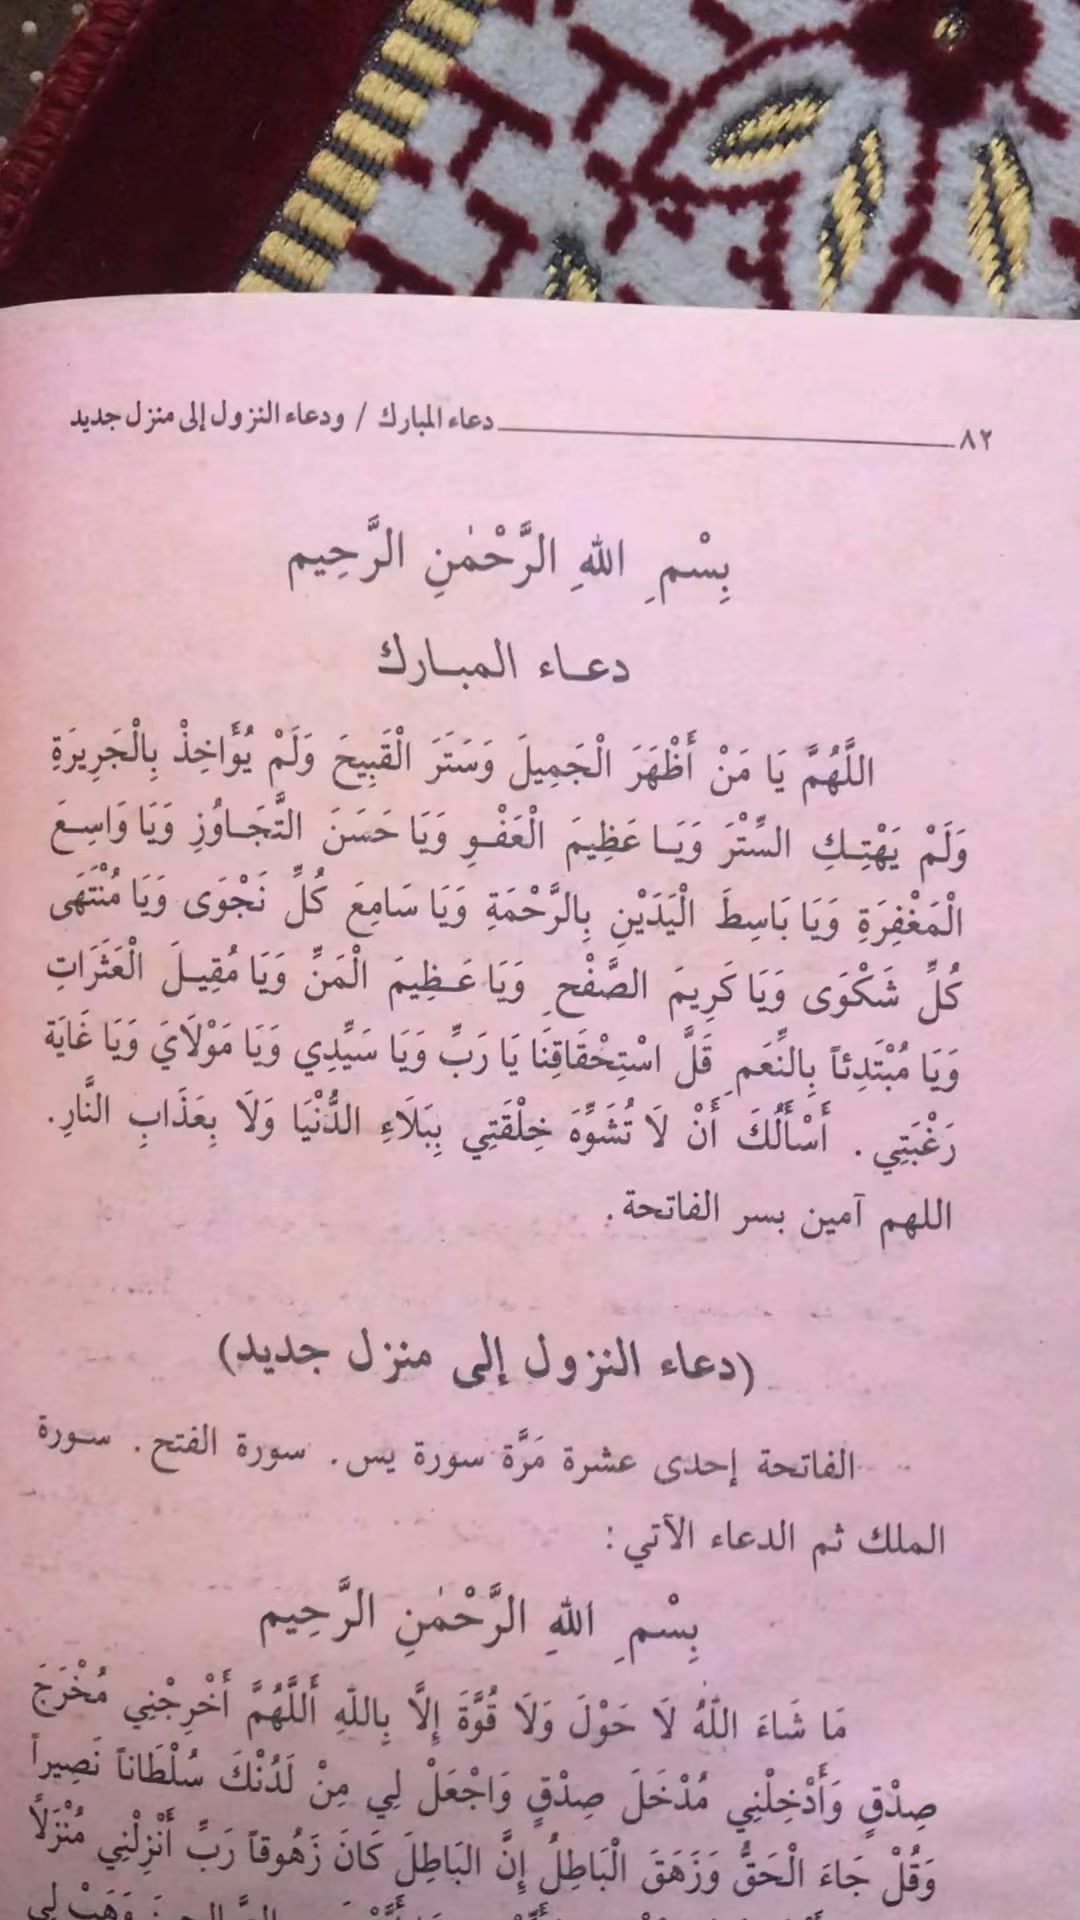 ٨٢ دعاء المبارك / ودعاء النزول إلى منزل جديد
بِسْمِ اللهِ الرَّحْمٰنِ الرَّحِيم
دعاء المبارك
اللَّهُمَّ يَا مَنْ أَظْهَرَ الْجَمِيلَ وَسَتَرَ الْقَبِيحَ وَلَمْ يُؤَاخِذْ بِالْجَرِيرَةِ
وَلَمْ يَهْتِكِ السِّتْرَ وَيَا عَظِيمَ الْعَفْوِ وَيَا حَسَنَ التَّجَاوُزِ وَيَا وَاسِعَ
الْمَغْفِرَةِ وَيَا بَاسِطَ الْيَدَيْنِ بِالرَّحْمَةِ وَيَا سَامِعَ كُلِّ نَجْوَى وَيَا مُنْتَهَى
كُلِّ شَكْوَى وَيَا كَرِيمَ الصَّفْحِ وَيَا عَظِيمَ الْمَنِّ وَيَا مُقِيلَ الْعَثَرَاتِ
وَيَا مُبْتَدِئاً بِالنِّعَمِ قَلَّ اسْتِحْقَاقِنَا يَا رَبِّ وَيَا سَيِّدِي وَيَا مَوْلَايَ وَيَا غَايَة
رَغْبَتِي . أَسْأَلُكَ أَنْ لَا تُشَوِّهَ خِلْقَتِي بِبَلَاءِ الدُّنْيَا وَلَا بِعَذَابِ النَّارِ.
اللهم آمين بسر الفاتحة.
(دعاء النزول إلى منزل جديد)
الفاتحة إحدى عشرة مَرَّة سورة يس. سورة الفتح. سورة
الملك ثم الدعاء الآتي:
بِسْمِ اللهِ الرَّحْمٰنِ الرَّحِيم
مَا شَاءَ اللَّهُ لَا حَوْلَ وَلَا قُوَّةَ إِلَّا بِاللَّهِ أَللَّهُمَّ أَخْرِجْنِي مُخْرَجَ
صِدْقٍ وَأَدْخِلْنِي مُدْخَلَ صِدْقٍ وَاجْعَلْ لِي مِنْ لَدُنْكَ سُلْطَاناً نَصِيراً
وَقُلْ جَاءَ الْحَقُّ وَزَهَقَ الْبَاطِلُ إِنَّ البَاطِلَ كَانَ زَهُوقاً رَبِّ أَنْزِلْنِي مُنْزَلاً
وَهَبْ لِي